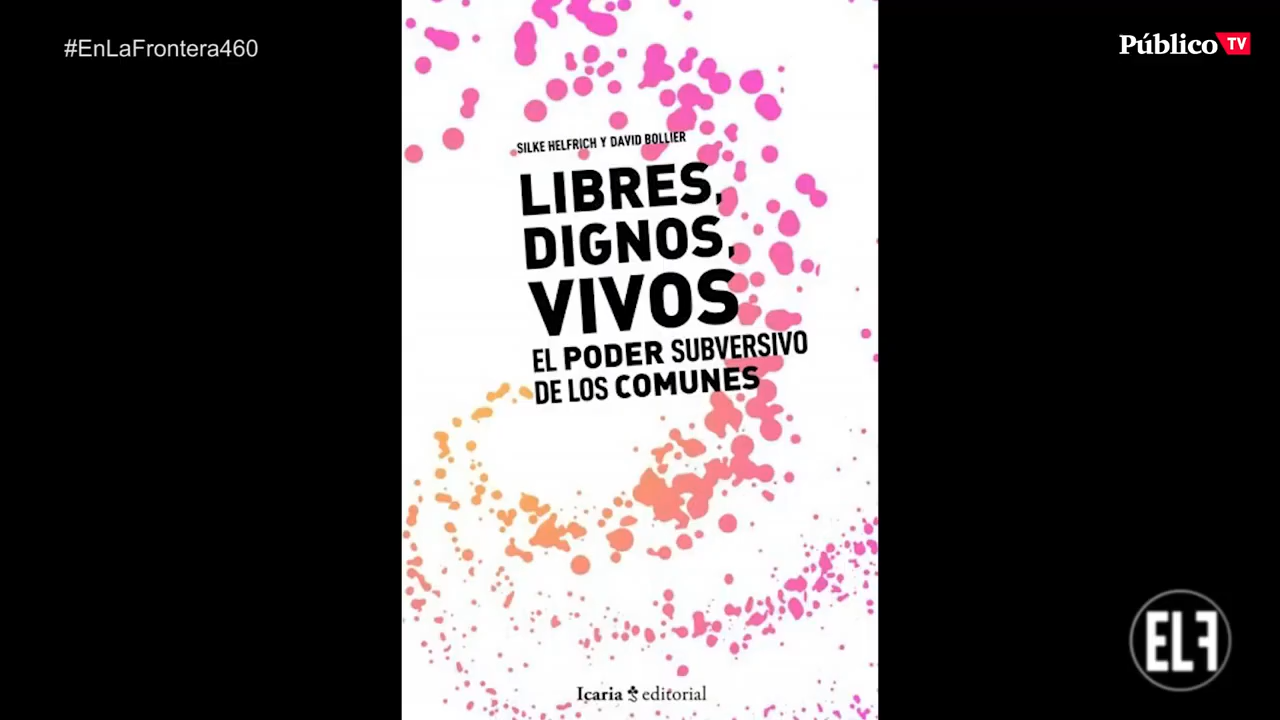 #EnLaFrontera460
Público TV
SILKE HELFRICH Y DAVID BOLLIER
LIBRES,
DIGNOS,
VIVOS
EL PODER SUBVERSIVO
DE LOS COMUNES
Icaria editorial
ELF